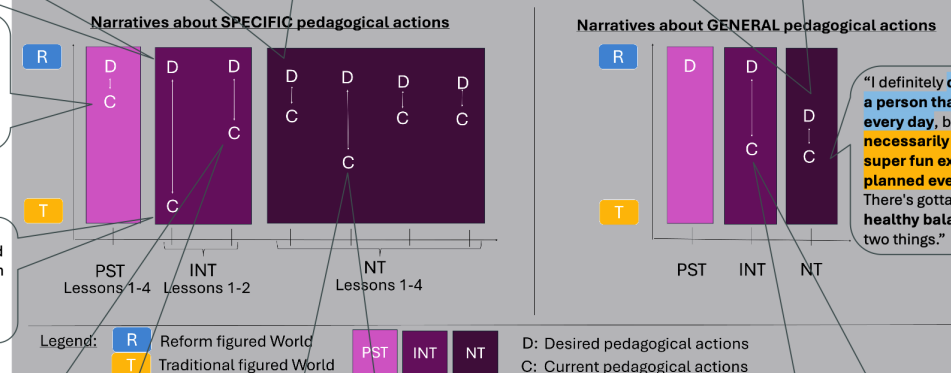 Narratives about SPECIFIC pedagogical actions
R
D
D
D
D
D
D
D
C
C
C
C
C
C
C
T
PST
Lessons 1-4
INT
Lessons 1-2
NT
Lessons 1-4
Narratives about GENERAL pedagogical actions
R
D
D
D
C
C
T
PST
INT
NT
"I definitely
a person tha
every day, b
necessarily
super fun ex
planned eve
There's gotta
healthy bala
two things."
Legend:
R
Reform figured World
T
Traditional figured World
PST
INT
NT
D: Desired pedagogical actions
C: Current pedagogical actions